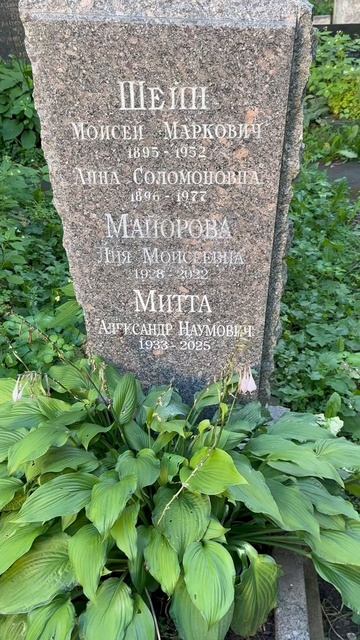 Шейн
Моисей Маркович
1895 - 1952
Анна Соломоновна
1896 - 1977
Майорова
Лия Моисеевна
1928 - 2022
Митта
Александр Наумович
1933 - 2025